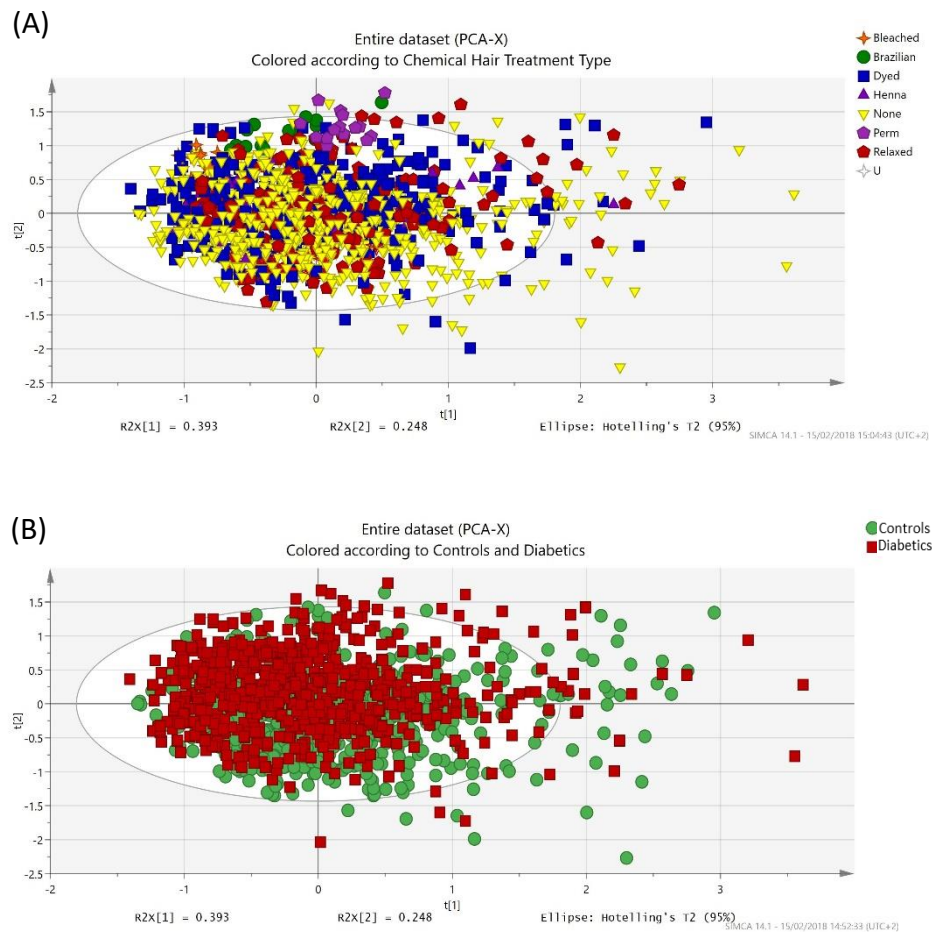 (A)
Entire dataset (PCA-X)
Colored according to Chemical Hair Treatment Type
Bleached
Brazilian
Dyed
Henna
None
Perm
Relaxed
U
1.5
1
0.5
0
-0.5
-1
-1.5
-2
-2.5
t[2]
-2 -1 0 1 2 3
t[1]
R2X[1] = 0.393 R2X[2] = 0.248 Ellipse: Hotelling's T2 (95%)
SIMCA 14.1 - 15/02/2018 15:04:43 (UTC+2)
(B)
Entire dataset (PCA-X)
Colored according to Controls and Diabetics
Controls
Diabetics
1.5
1
0.5
0
-0.5
-1
-1.5
-2
-2.5
t[2]
-2 -1 0 1 2 3
t[1]
R2X[1] = 0.393 R2X[2] = 0.248 Ellipse: Hotelling's T2 (95%)
SIMCA 14.1 - 15/02/2018 14:52:33 (UTC+2)